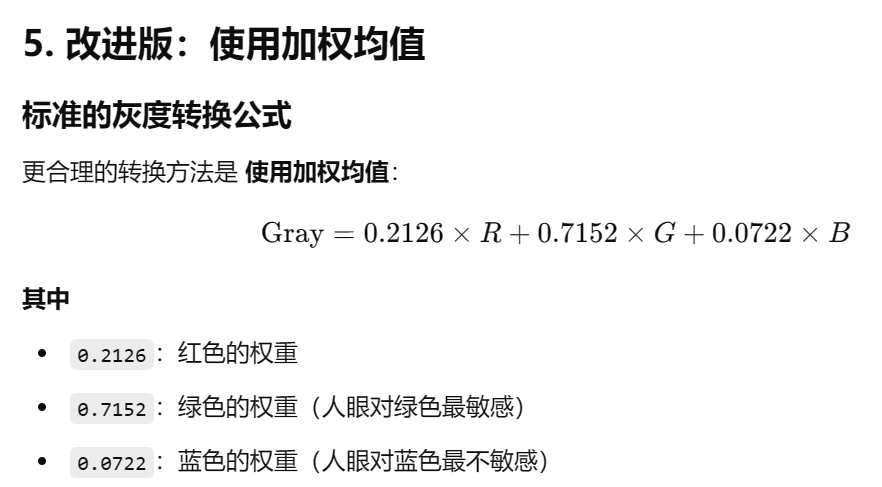 5. 改进版：使用加权均值
标准的灰度转换公式
更合理的转换方法是 使用加权均值：
Gray = 0.2126 × R + 0.7152 × G + 0.0722 × B
其中
• 0.2126：红色的权重
• 0.7152：绿色的权重（人眼对绿色最敏感）
• 0.0722：蓝色的权重（人眼对蓝色最不敏感）